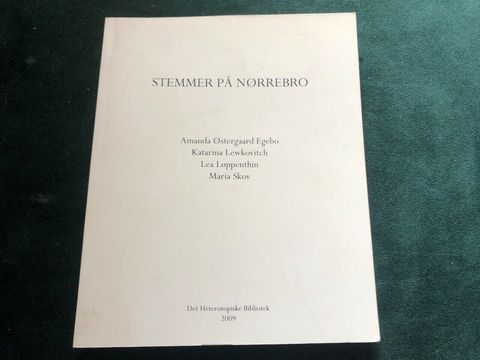 STEMMER PÅ NØRREBRO
Amanda Østergaard Egebo
Katarina Lewkovitch
Lea Løppenthin
Maria Skov
Det Heterotopiske Bibliotek
2009